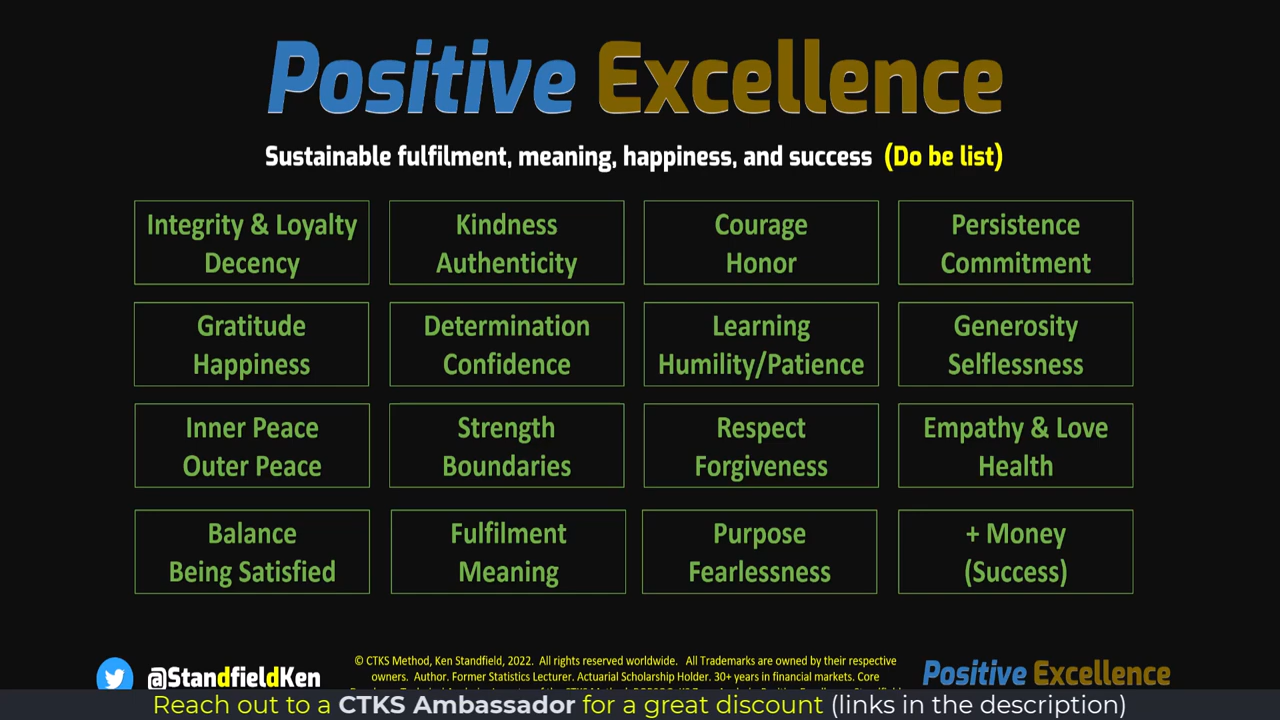 Positive Excellence
Sustainable fulfilment, meaning, happiness, and success (Do be list)
Integrity & Loyalty
Decency
Kindness
Authenticity
Courage
Honor
Persistence
Commitment
Gratitude
Happiness
Determination
Confidence
Learning
Humility/Patience
Generosity
Selflessness
Inner Peace
Outer Peace
Strength
Boundaries
Respect
Forgiveness
Empathy & Love
Health
Balance
Being Satisfied
Fulfilment
Meaning
Purpose
Fearlessness
+ Money
(Success)
@StandfieldKen
© CTKS Method, Ken Standfield, 2022. All rights reserved worldwide. All Trademarks are owned by their respective
owners. Author. Former Statistics Lecturer. Actuarial Scholarship Holder. 30+ years in financial markets. Core
Positive Excellence
Reach out to a CTKS Ambassador for a great discount (links in the description)